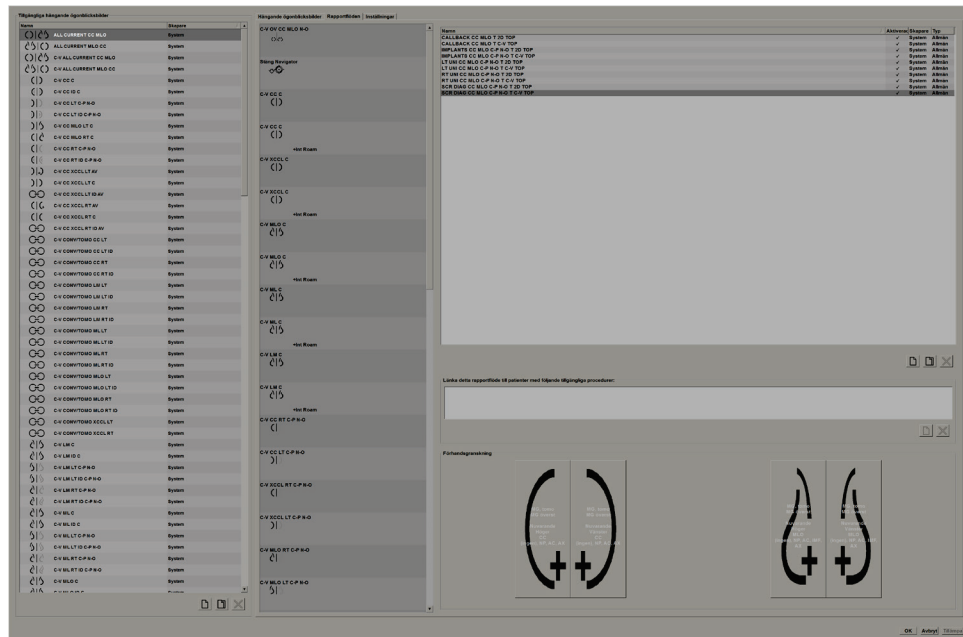 Tillgängliga hängande ögonblicksbilder
Namn Skapare
ALL CURRENT CC MLO System
ALL CURRENT MLO CC System
C-V ALL CURRENT CC MLO System
C-V ALL CURRENT MLO CC System
C-V CC C System
C-V CC ID C System
C-V CC LT C-P N-O System
C-V CC LT ID C-P N-O System
C-V CC MLO LT C System
C-V CC MLO RT C System
C-V CC RT C-P N-O System
C-V CC RT ID C-P N-O System
C-V CC XCCL LT AV System
C-V CC XCCL LT C System
C-V CC XCCL LT ID AV System
C-V CC XCCL RT AV System
C-V CC XCCL RT C System
C-V CC XCCL RT ID AV System
C-V CONV/TOMO CC LT System
C-V CONV/TOMO CC LT ID System
C-V CONV/TOMO CC RT System
C-V CONV/TOMO CC RT ID System
C-V CONV/TOMO LM LT System
C-V CONV/TOMO LM LT ID System
C-V CONV/TOMO LM RT System
C-V CONV/TOMO LM RT ID System
C-V CONV/TOMO ML LT System
C-V CONV/TOMO ML LT ID System
C-V CONV/TOMO ML RT System
C-V CONV/TOMO ML RT ID System
C-V CONV/TOMO MLO LT System
C-V CONV/TOMO MLO LT ID System
C-V CONV/TOMO MLO RT System
C-V CONV/TOMO MLO RT ID System
C-V CONV/TOMO XCCL LT System
C-V CONV/TOMO XCCL RT System
C-V LM C System
C-V LM ID C System
C-V LM LT C-P N-O System
C-V LM LT ID C-P N-O System
C-V LM RT C-P N-O System
C-V LM RT ID C-P N-O System
C-V ML C System
C-V ML ID C System
C-V ML LT C-P N-O System
C-V ML LT ID C-P N-O System
C-V ML RT C-P N-O System
C-V ML RT ID C-P N-O System
C-V MLO C System
Hängande ögonblicksbilder Rapportflöden Inställningar
C-V OV CC MLO N-O
Stäng Navigator
C-V CC C
C-V CC C
+Int Roam
C-V XCCL C
C-V XCCL C
+Int Roam
C-V MLO C
C-V MLO C
+Int Roam
C-V ML C
C-V ML C
+Int Roam
C-V LM C
C-V LM C
+Int Roam
C-V CC RT C-P N-O
C-V CC LT C-P N-O
C-V XCCL RT C-P N-O
C-V XCCL LT C-P N-O
C-V MLO RT C-P N-O
C-V MLO LT C-P N-O
Namn Aktiverad Skapare Typ
CALLBACK CC MLO T 2D TOP ✓ System Allmän
CALLBACK CC MLO T C-V TOP ✓ System Allmän
IMPLANTS CC MLO C-P N-O T 2D TOP ✓ System Allmän
IMPLANTS CC MLO C-P N-O T C-V TOP ✓ System Allmän
LT UNI CC MLO C-P N-O T 2D TOP ✓ System Allmän
LT UNI CC MLO C-P N-O T C-V TOP ✓ System Allmän
RT UNI CC MLO C-P N-O T 2D TOP ✓ System Allmän
RT UNI CC MLO C-P N-O T C-V TOP ✓ System Allmän
SCR DIAG CC MLO C-P N-O T 2D TOP ✓ System Allmän
SCR DIAG CC MLO C-P N-O T C-V TOP ✓ System Allmän
Länka detta rapportflöde till patienter med följande tillgängliga procedurer:
Förhandsgranskning
OK Avbryt